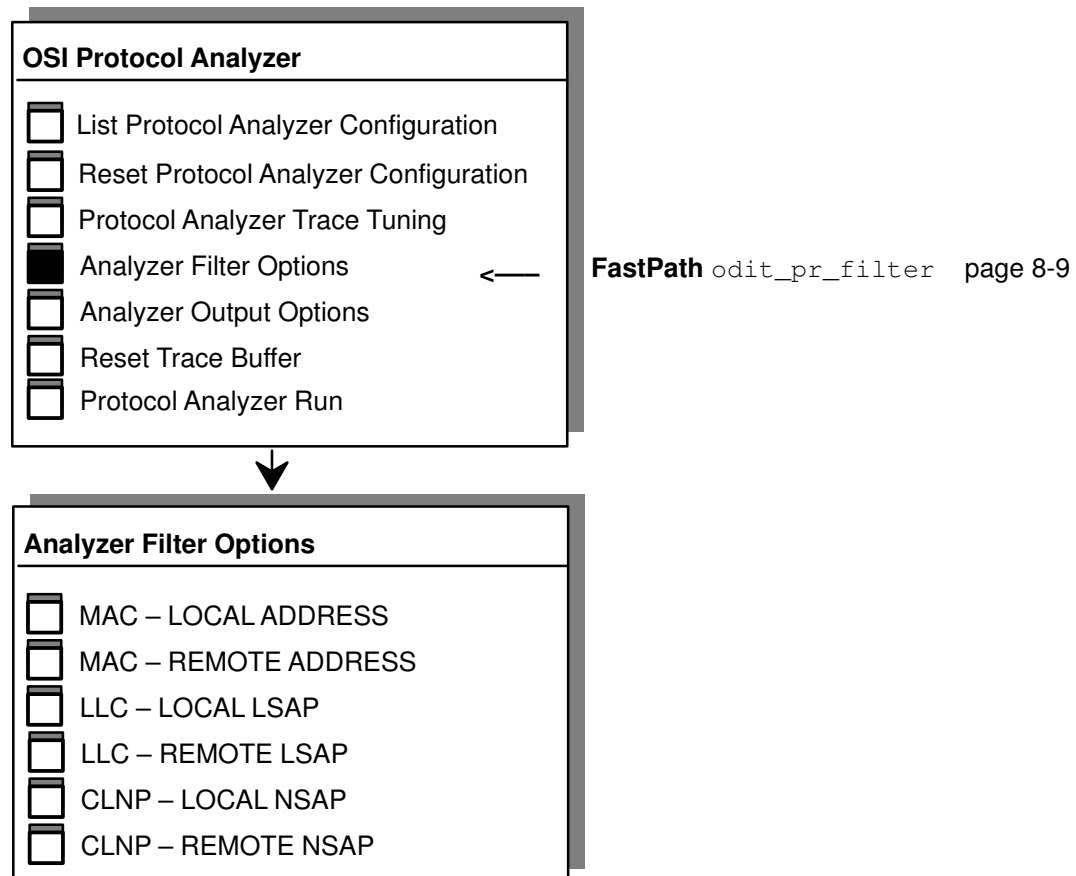 OSI Protocol Analyzer
List Protocol Analyzer Configuration
Reset Protocol Analyzer Configuration
Protocol Analyzer Trace Tuning
Analyzer Filter Options <—— FastPath odit_pr_filter page 8-9
Analyzer Output Options
Reset Trace Buffer
Protocol Analyzer Run
Analyzer Filter Options
MAC – LOCAL ADDRESS
MAC – REMOTE ADDRESS
LLC – LOCAL LSAP
LLC – REMOTE LSAP
CLNP – LOCAL NSAP
CLNP – REMOTE NSAP